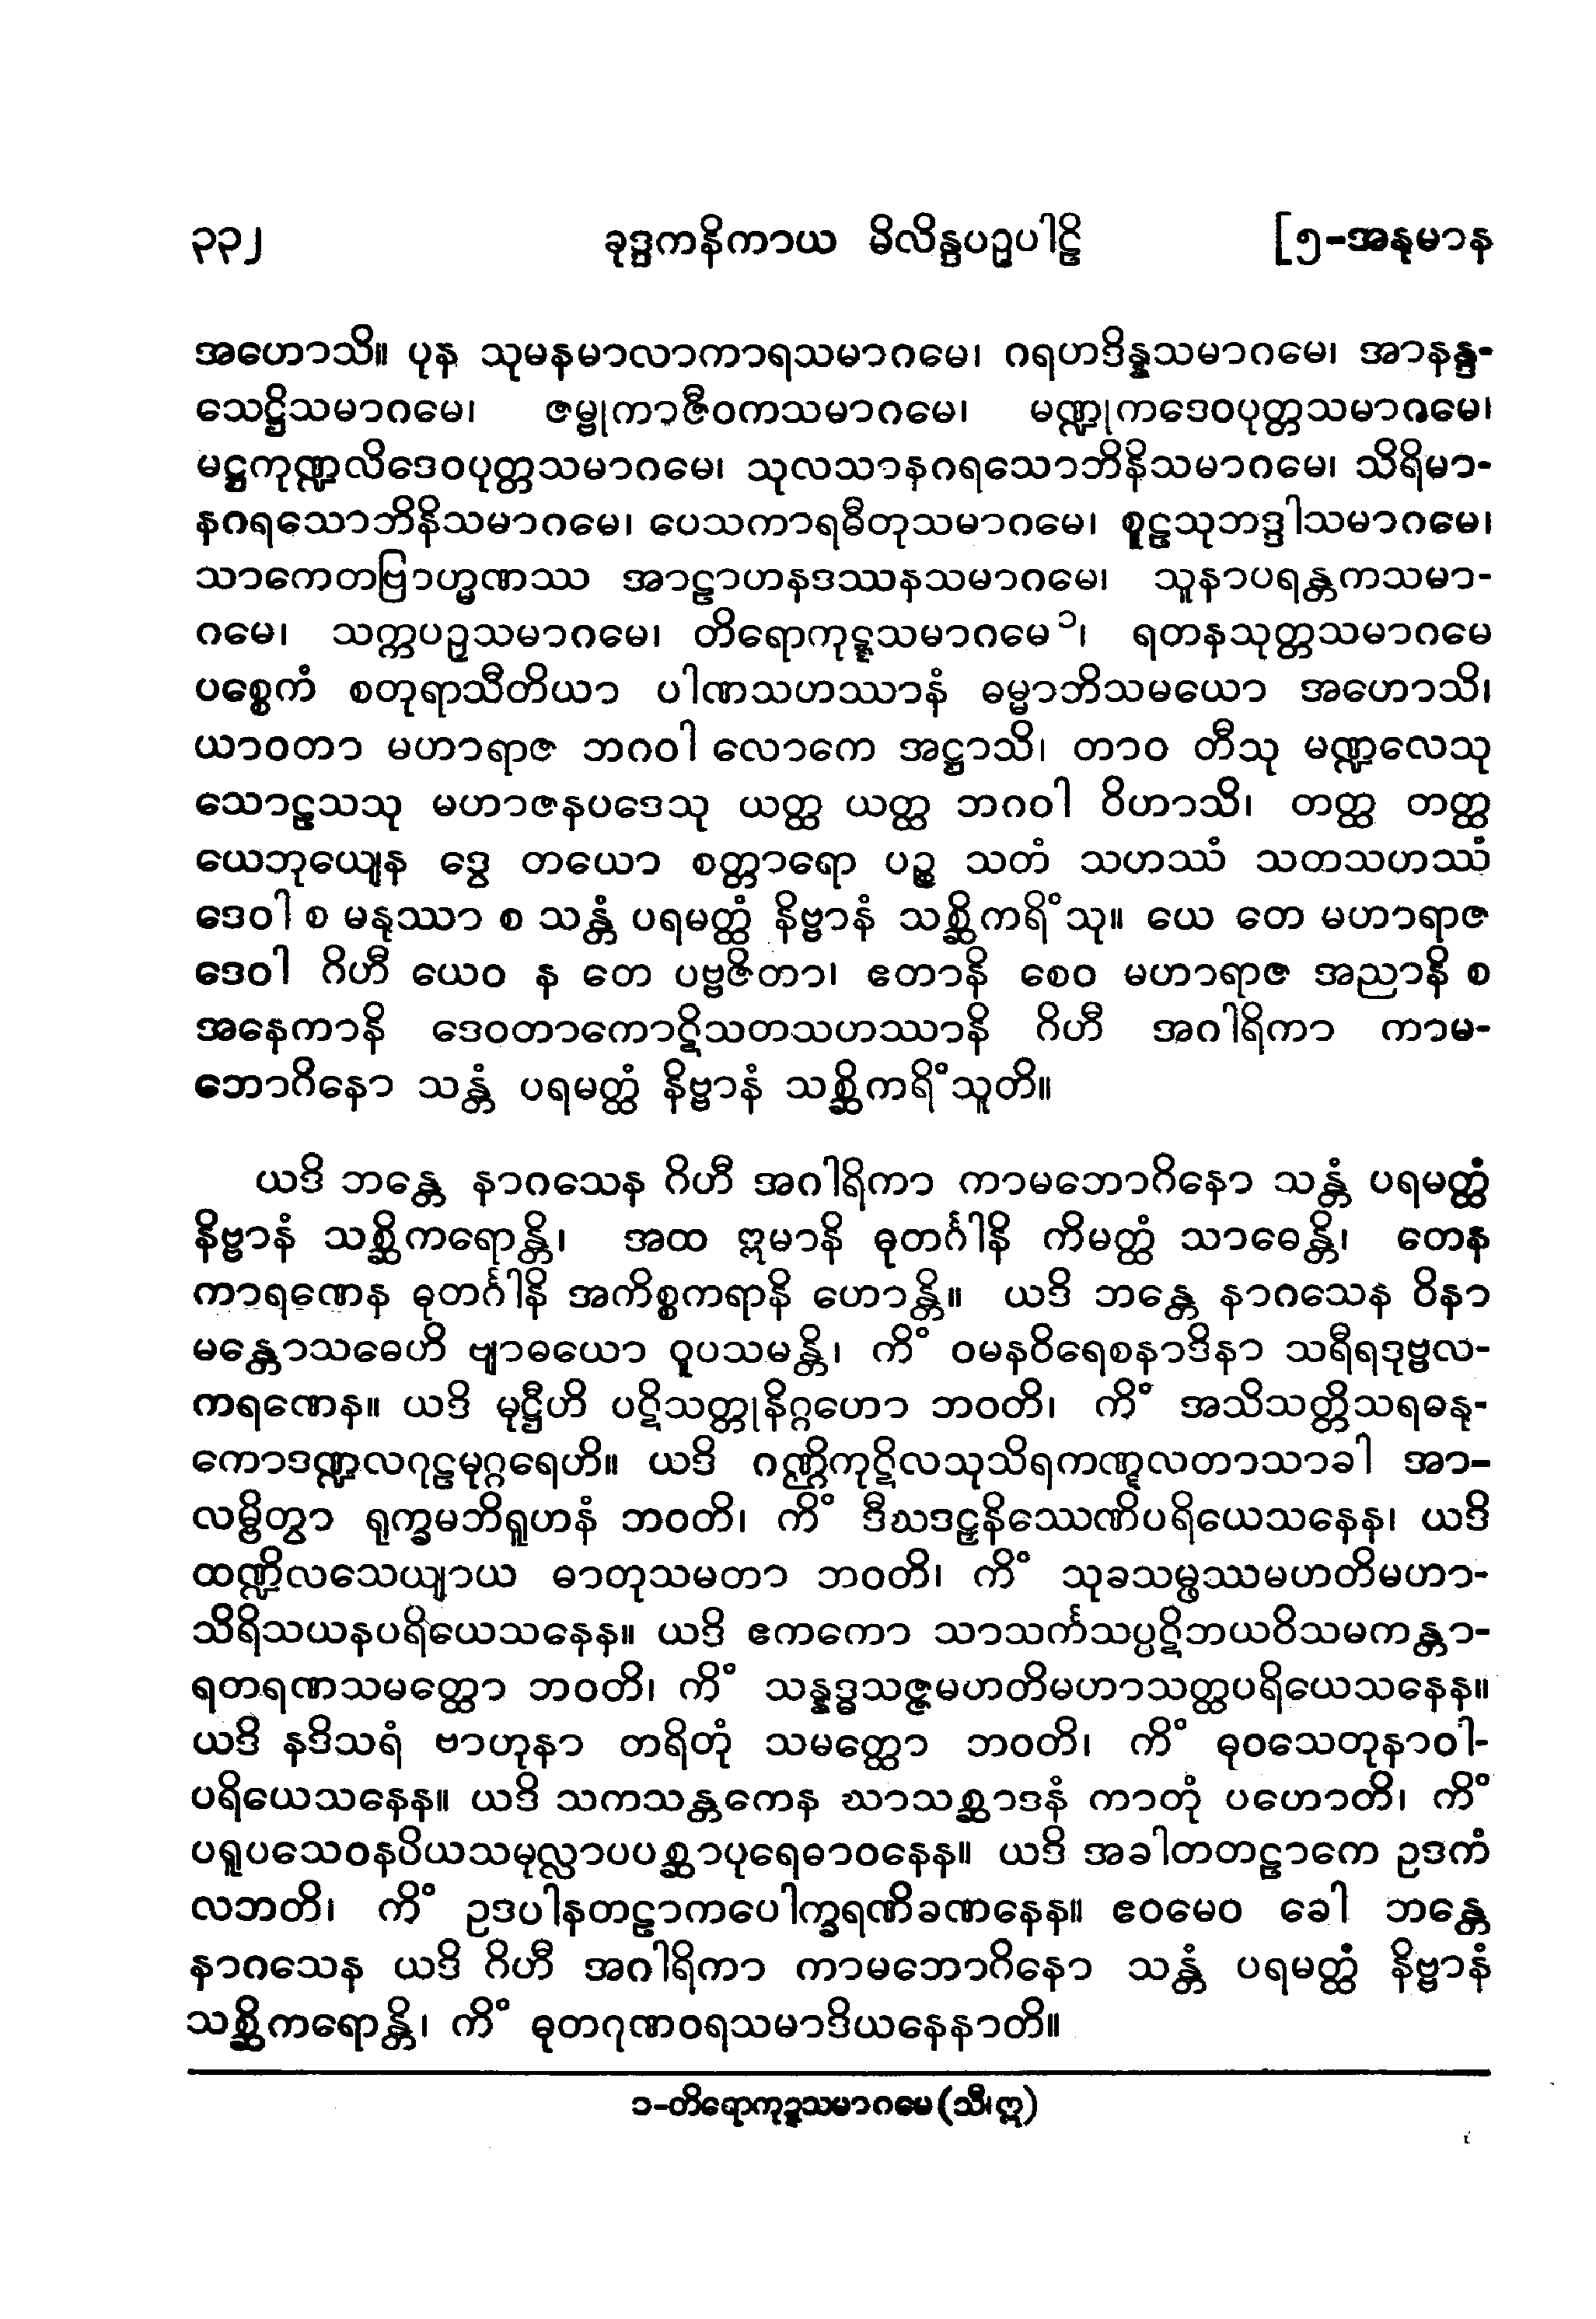 ၃၃၂ ခုဒ္ဒကနိကာယ မိလိန္ဒပဉှပါဠိ [၅-အနုမာန
အဟောသိ။ ပုန သုမနမာလာကာရသမာဂမေ၊ ဂရဟဒိန္နသမာဂမေ၊ အာနန္ဒ-
သေဋ္ဌိသမာဂမေ၊ ဇမ္ဗုကာဇီဝကသမာဂမေ၊ မဏ္ဍုကဒေဝပုတ္တသမာဂမေ၊
မဋ္ဌကုဏ္ဍလိဒေဝပုတ္တသမာဂမေ၊ သုလသာနဂရသောဘိနိသမာဂမေ၊ သိရိမာ-
နဂရသောဘိနိသမာဂမေ၊ ပေသကာရဓီတုသမာဂမေ၊ စူဠသုဘဒ္ဒါသမာဂမေ၊
သာကေတဗြာဟ္မဏဿ အာဠာဟနဒဿနသမာဂမေ၊ သူနာပရန္တကသမာ-
ဂမေ၊ သက္ကပဉှသမာဂမေ၊ တိရောကုဋ္ဋသမာဂမေ ၁၊ ရတနသုတ္တသမာဂမေ
ပစ္စေကံ စတုရာသီတိယာ ပါဏသဟဿာနံ ဓမ္မာဘိသမယော အဟောသိ၊
ယာဝတာ မဟာရာဇ ဘဂဝါ လောကေ အဋ္ဌာသိ၊ တာဝ တီသု မဏ္ဍလေသု
သောဠသသု မဟာဇနပဒေသု ယတ္ထ ယတ္ထ ဘဂဝါ ဝိဟာသိ၊ တတ္ထ တတ္ထ
ယေဘုယျေန ဒွေ တယော စတ္တာရော ပဉ္စ သတံ သဟဿံ သတသဟဿံ
ဒေဝါ စ မနုဿာ စ သန္တံ ပရမတ္ထံ နိဗ္ဗာနံ သစ္ဆိကရိံသု။ ယေ တေ မဟာရာဇ
ဒေဝါ ဂိဟီ ယေဝ န တေ ပဗ္ဗဇိတာ၊ ဧတာနိ စေဝ မဟာရာဇ အညာနိ စ
အနေကာနိ ဒေဝတာကောဋိသတသဟဿာနိ ဂိဟီ အဂါရိကာ ကာမ-
ဘောဂိနော သန္တံ ပရမတ္ထံ နိဗ္ဗာနံ သစ္ဆိကရိံသူတိ။
ယဒိ ဘန္တေ နာဂသေန ဂိဟီ အဂါရိကာ ကာမဘောဂိနော သန္တံ ပရမတ္ထံ
နိဗ္ဗာနံ သစ္ဆိကရောန္တိ၊ အထ ဣမာနိ ဓုတင်္ဂါနိ ကိမတ္ထံ သာဓေန္တိ၊ တေန
ကာရဏေန ဓုတင်္ဂါနိ အကိစ္စကရာနိ ဟောန္တိ။ ယဒိ ဘန္တေ နာဂသေန ဝိနာ
မန္တောသဓေဟိ ဗျာဓယော ဝူပသမန္တိ၊ ကိံ ဝမနဝိရေစနာဒိနာ သရီရဒုဗ္ဗလ-
ကရဏေန။ ယဒိ မုဋ္ဌီဟိ ပဋိသတ္တုနိဂ္ဂဟော ဘဝတိ၊ ကိံ အသိသတ္တိသရဓနု-
ကောဒဏ္ဍလဂုဠမုဂ္ဂရေဟိ။ ယဒိ ဂဏ္ဌိကုဋိလသုသိရကဏ္ဋလတာသာခါ အာ-
လမ္ဗိတွာ ရုက္ခမဘိရူဟနံ ဘဝတိ၊ ကိံ ဒီဃဒဠှနိဿေဏိပရိယေသနေန၊ ယဒိ
ထဏ္ဍိလသေယျာယ ဓာတုသမတာ ဘဝတိ၊ ကိံ သုခသမ္ဖဿမဟတိမဟာ-
သိရိသယနပရိယေသနေန။ ယဒိ ဧကကော သာသင်္ကသပ္ပဋိဘယဝိသမကန္တာ-
ရတရဏသမတ္ထော ဘဝတိ၊ ကိံ သန္နဒ္ဓသဇ္ဇမဟတိမဟာသတ္ထပရိယေသနေန။
ယဒိ နဒိသရံ ဗာဟုနာ တရိတုံ သမတ္ထော ဘဝတိ၊ ကိံ ဓုဝသေတုနာဝါ-
ပရိယေသနေန။ ယဒိ သကသန္တကေန ဃာသစ္ဆာဒနံ ကာတုံ ပဟောတိ၊ ကိံ
ပရူပသေဝနပိယသမုလ္လာပပစ္ဆာပုရေဓာဝနေန။ ယဒိ အခါတတဠာကေ ဥဒကံ
လဘတိ၊ ကိံ ဥဒပါနတဠာကပေါက္ခရဏိခဏနေန။ ဧဝမေဝ ခေါ ဘန္တေ
နာဂသေန ယဒိ ဂိဟီ အဂါရိကာ ကာမဘောဂိနော သန္တံ ပရမတ္ထံ နိဗ္ဗာနံ
သစ္ဆိကရောန္တိ၊ ကိံ ဓုတဂုဏဝရသမာဒိယနေနာတိ။
၁-တိရောကုဍ္ဍသမာဂမေ (သီ၊ဣ)